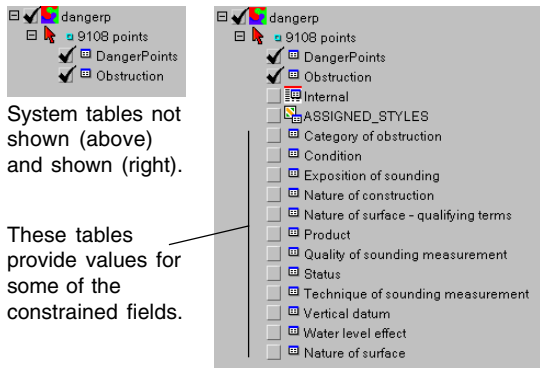 dangerp
9108 points
DangerPoints
Obstruction
System tables not
shown (above)
and shown (right).
These tables
provide values for
some of the
constrained fields.
dangerp
9108 points
DangerPoints
Obstruction
Internal
ASSIGNED_STYLES
Category of obstruction
Condition
Exposition of sounding
Nature of construction
Nature of surface - qualifying terms
Product
Quality of sounding measurement
Status
Technique of sounding measurement
Vertical datum
Water level effect
Nature of surface